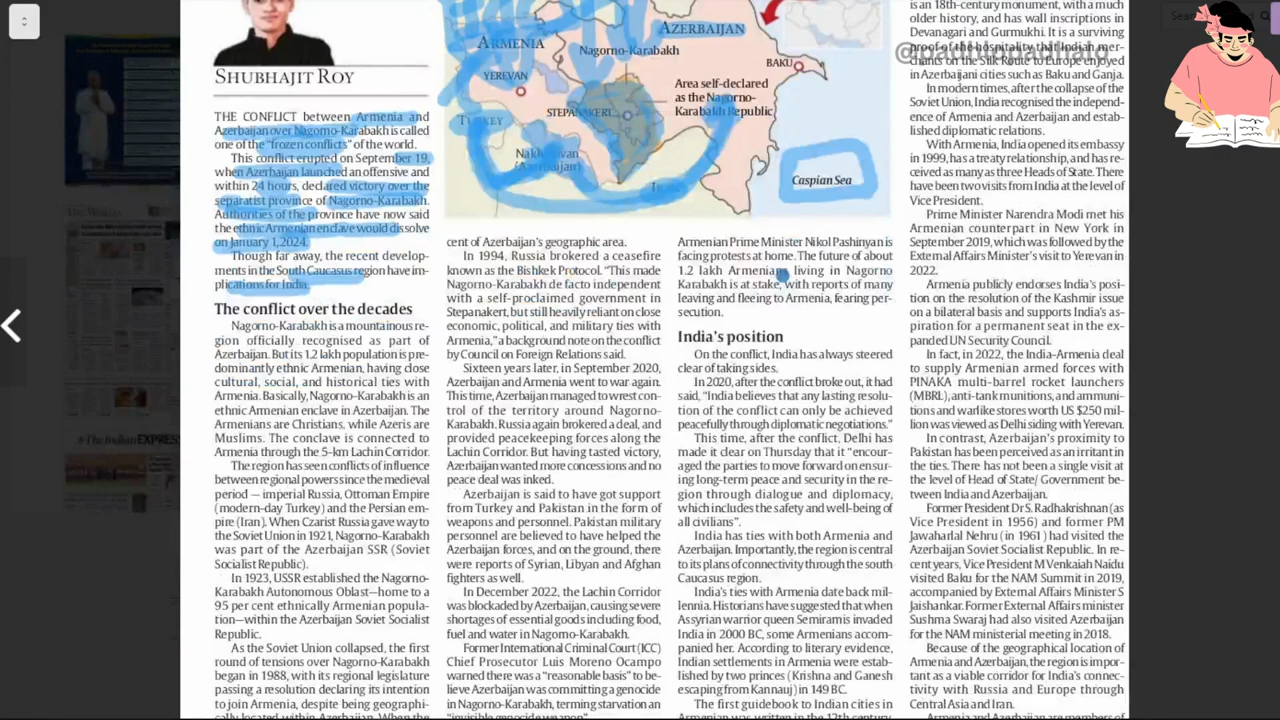 SHUBHAJIT ROY
THE CONFLICT between Armenia and
Azerbaijan over Nagorno-Karabakh is called
one of the "frozen conflicts" of the world.
This conflict erupted on September 19,
when Azerbaijan launched an offensive and
within 24 hours, declared victory over the
separatist province of Nagorno-Karabakh.
Authorities of the province have now said
the ethnic Armenian enclave would dissolve
on January 1, 2024.
Though far away, the recent develop-
ments in the South Caucasus region have im-
plications for India.
The conflict over the decades
Nagorno-Karabakh is a mountainous re-
gion officially recognised as part of
Azerbaijan. But its 1.2 lakh population is pre-
dominantly ethnic Armenian, having close
cultural, social, and historical ties with
Armenia. Basically, Nagorno-Karabakh is an
ethnic Armenian enclave in Azerbaijan. The
Armenians are Christians, while Azeris are
Muslims. The conclave is connected to
Armenia through the 5-km Lachin Corridor.
The region has seen conflicts of influence
between regional powers since the medieval
period — imperial Russia, Ottoman Empire
(modern-day Turkey) and the Persian em-
pire (Iran). When Czarist Russia gave way to
the Soviet Union in 1921, Nagorno-Karabakh
was part of the Azerbaijan SSR (Soviet
Socialist Republic).
In 1923, USSR established the Nagorno-
Karabakh Autonomous Oblast—home to a
95 per cent ethnically Armenian popula-
tion—within the Azerbaijan Soviet Socialist
Republic.
As the Soviet Union collapsed, the first
round of tensions over Nagorno-Karabakh
began in 1988, with its regional legislature
passing a resolution declaring its intention
to join Armenia, despite being geographi-
cally located within Azerbaijan. When the
ARMENIA
AZERBAIJAN
Nagorno-Karabakh
YEREVAN
BAKU
Area self-declared
as the Nagorno-
Karabakh Republic
STEPANAKERT
TURKEY
Nakhchivan
(Azerbaijan)
Caspian Sea
cent of Azerbaijan's geographic area.
In 1994, Russia brokered a ceasefire
known as the Bishkek Protocol. "This made
Nagorno-Karabakh de facto independent
with a self-proclaimed government in
Stepanakert, but still heavily reliant on close
economic, political, and military ties with
Armenia," a background note on the conflict
by Council on Foreign Relations said.
Sixteen years later, in September 2020,
Azerbaijan and Armenia went to war again.
This time, Azerbaijan managed to wrest con-
trol of the territory around Nagorno-
Karabakh. Russia again brokered a deal, and
provided peacekeeping forces along the
Lachin Corridor. But having tasted victory,
Azerbaijan wanted more concessions and no
peace deal was inked.
Azerbaijan is said to have got support
from Turkey and Pakistan in the form of
weapons and personnel. Pakistan military
personnel are believed to have helped the
Azerbaijan forces, and on the ground, there
were reports of Syrian, Libyan and Afghan
fighters as well.
In December 2022, the Lachin Corridor
was blockaded by Azerbaijan, causing severe
shortages of essential goods including food,
fuel and water in Nagorno-Karabakh.
Former International Criminal Court (ICC)
Chief Prosecutor Luis Moreno Ocampo
warned there was a "reasonable basis" to be-
lieve Azerbaijan was committing a genocide
in Nagorno-Karabakh, terming starvation an
"invisible genocide weapon".
Armenian Prime Minister Nikol Pashinyan is
facing protests at home. The future of about
1.2 lakh Armenians living in Nagorno
Karabakh is at stake, with reports of many
leaving and fleeing to Armenia, fearing per-
secution.
India's position
On the conflict, India has always steered
clear of taking sides.
In 2020, after the conflict broke out, it had
said, "India believes that any lasting resolu-
tion of the conflict can only be achieved
peacefully through diplomatic negotiations."
This time, after the conflict, Delhi has
made it clear on Thursday that it "encour-
aged the parties to move forward on ensur-
ing long-term peace and security in the re-
gion through dialogue and diplomacy,
which includes the safety and well-being of
all civilians".
India has ties with both Armenia and
Azerbaijan. Importantly, the region is central
to its plans of connectivity through the south
Caucasus region.
India's ties with Armenia date back mil-
lennia. Historians have suggested that when
Assyrian warrior queen Semiramis invaded
India in 2000 BC, some Armenians accom-
panied her. According to literary evidence,
Indian settlements in Armenia were estab-
lished by two princes (Krishna and Ganesh
escaping from Kannauj) in 149 BC.
The first guidebook to Indian cities in
Armenian was written in the 12th century
is an 18th-century monument, with a much
older history, and has wall inscriptions in
Devanagari and Gurmukhi. It is a surviving
proof of the hospitality that Indian mer-
chants on the Silk Route to Europe enjoyed
in Azerbaijani cities such as Baku and Ganja.
In modern times, after the collapse of the
Soviet Union, India recognised the independ-
ence of Armenia and Azerbaijan and estab-
lished diplomatic relations.
With Armenia, India opened its embassy
in 1999, has a treaty relationship, and has re-
ceived as many as three Heads of State. There
have been two visits from India at the level of
Vice President.
Prime Minister Narendra Modi met his
Armenian counterpart in New York in
September 2019, which was followed by the
External Affairs Minister's visit to Yerevan in
2022.
Armenia publicly endorses India's posi-
tion on the resolution of the Kashmir issue
on a bilateral basis and supports India's as-
piration for a permanent seat in the ex-
panded UN Security Council.
In fact, in 2022, the India-Armenia deal
to supply Armenian armed forces with
PINAKA multi-barrel rocket launchers
(MBRL), anti-tank munitions, and ammuni-
tions and warlike stores worth US $250 mil-
lion was viewed as Delhi siding with Yerevan.
In contrast, Azerbaijan's proximity to
Pakistan has been perceived as an irritant in
the ties. There has not been a single visit at
the level of Head of State/ Government be-
tween India and Azerbaijan.
Former President Dr S. Radhakrishnan (as
Vice President in 1956) and former PM
Jawaharlal Nehru (in 1961) had visited the
Azerbaijan Soviet Socialist Republic. In re-
cent years, Vice President M Venkaiah Naidu
visited Baku for the NAM Summit in 2019,
accompanied by External Affairs Minister S
Jaishankar. Former External Affairs minister
Sushma Swaraj had also visited Azerbaijan
for the NAM ministerial meeting in 2018.
Because of the geographical location of
Armenia and Azerbaijan, the region is impor-
tant as a viable corridor for India's connec-
tivity with Russia and Europe through
Central Asia and Iran.
Armenia and Azerbaijan are members of